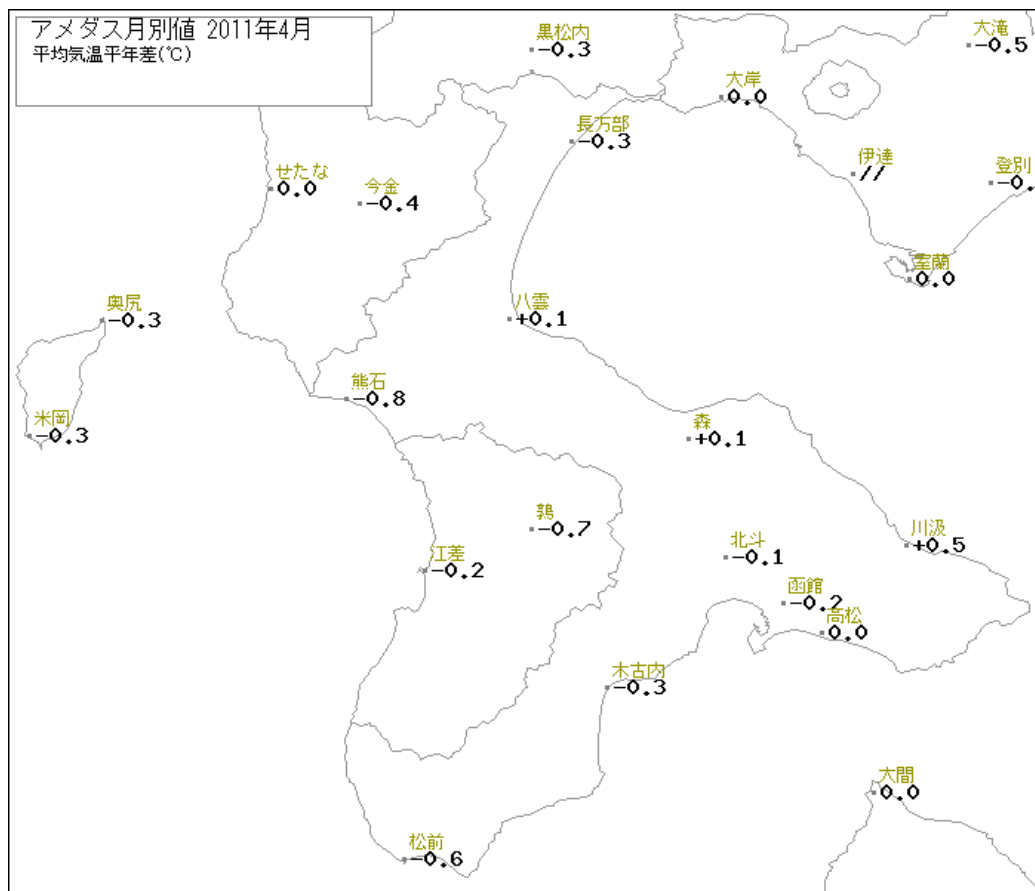 アメダス月別値 2011年4月
平均気温平年差(℃)
黒松内
-0.3
大滝
-0.5
大岸
0.0
長万部
-0.3
伊達
//
登別
-0.
せたな
0.0
今金
-0.4
室蘭
0.0
奥尻
-0.3
八雲
+0.1
熊石
-0.8
米岡
-0.3
森
+0.1
鶉
-0.7
川汲
+0.5
北斗
-0.1
江差
-0.2
函館
-0.2
高松
0.0
木古内
-0.3
大間
0.0
松前
-0.6